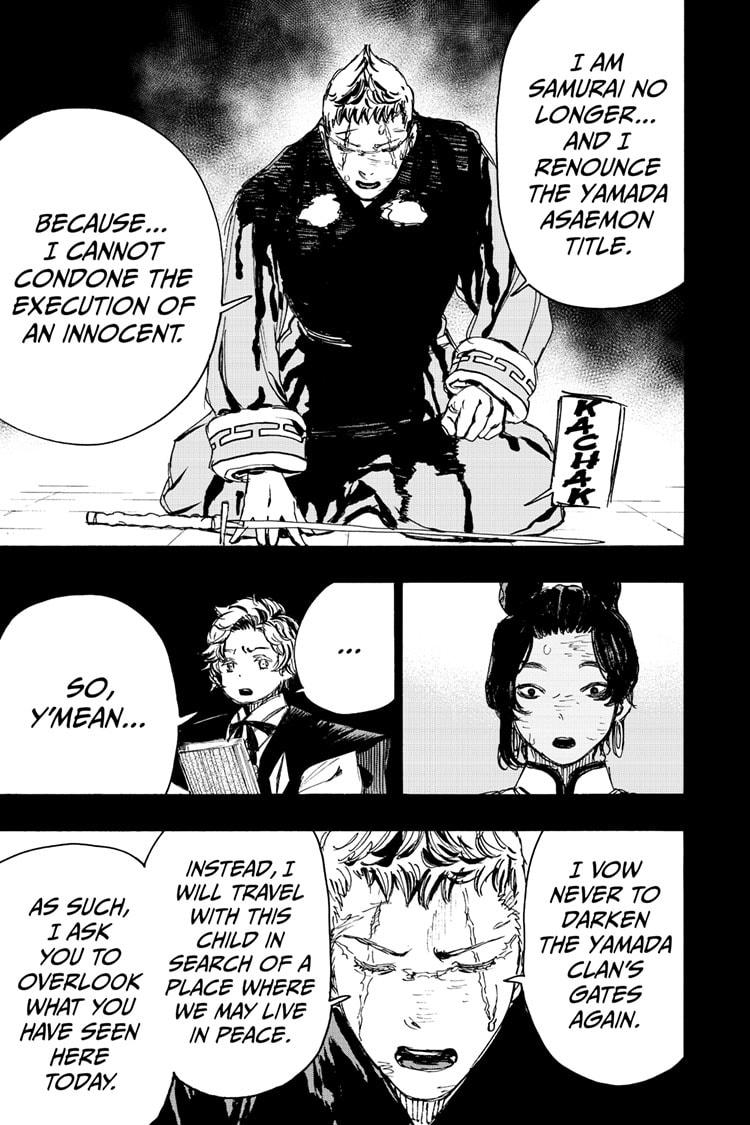 I AM
SAMURAI NO
LONGER...
AND I
RENOUNCE
THE YAMADA
ASAEMON
TITLE.
BECAUSE...
I CANNOT
CONDONE THE
EXECUTION OF
AN INNOCENT.
KACHAK
...
SO,
Y'MEAN...
I VOW
NEVER TO
DARKEN
THE YAMADA
CLAN'S
GATES
AGAIN.
INSTEAD, I
WILL TRAVEL
WITH THIS
CHILD IN
SEARCH OF A
PLACE WHERE
WE MAY LIVE
IN PEACE.
AS SUCH,
I ASK
YOU TO
OVERLOOK
WHAT YOU
HAVE SEEN
HERE
TODAY.